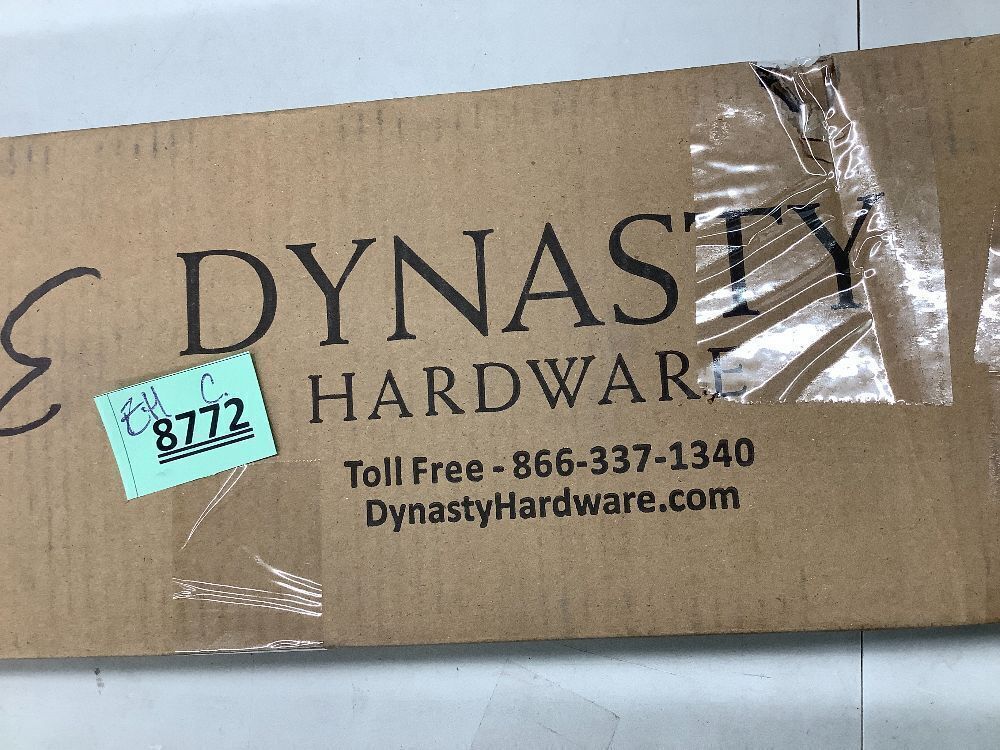 DYNASTY
HARDWARE
Toll Free - 866-337-1340
DynastyHardware.com
C.
8772